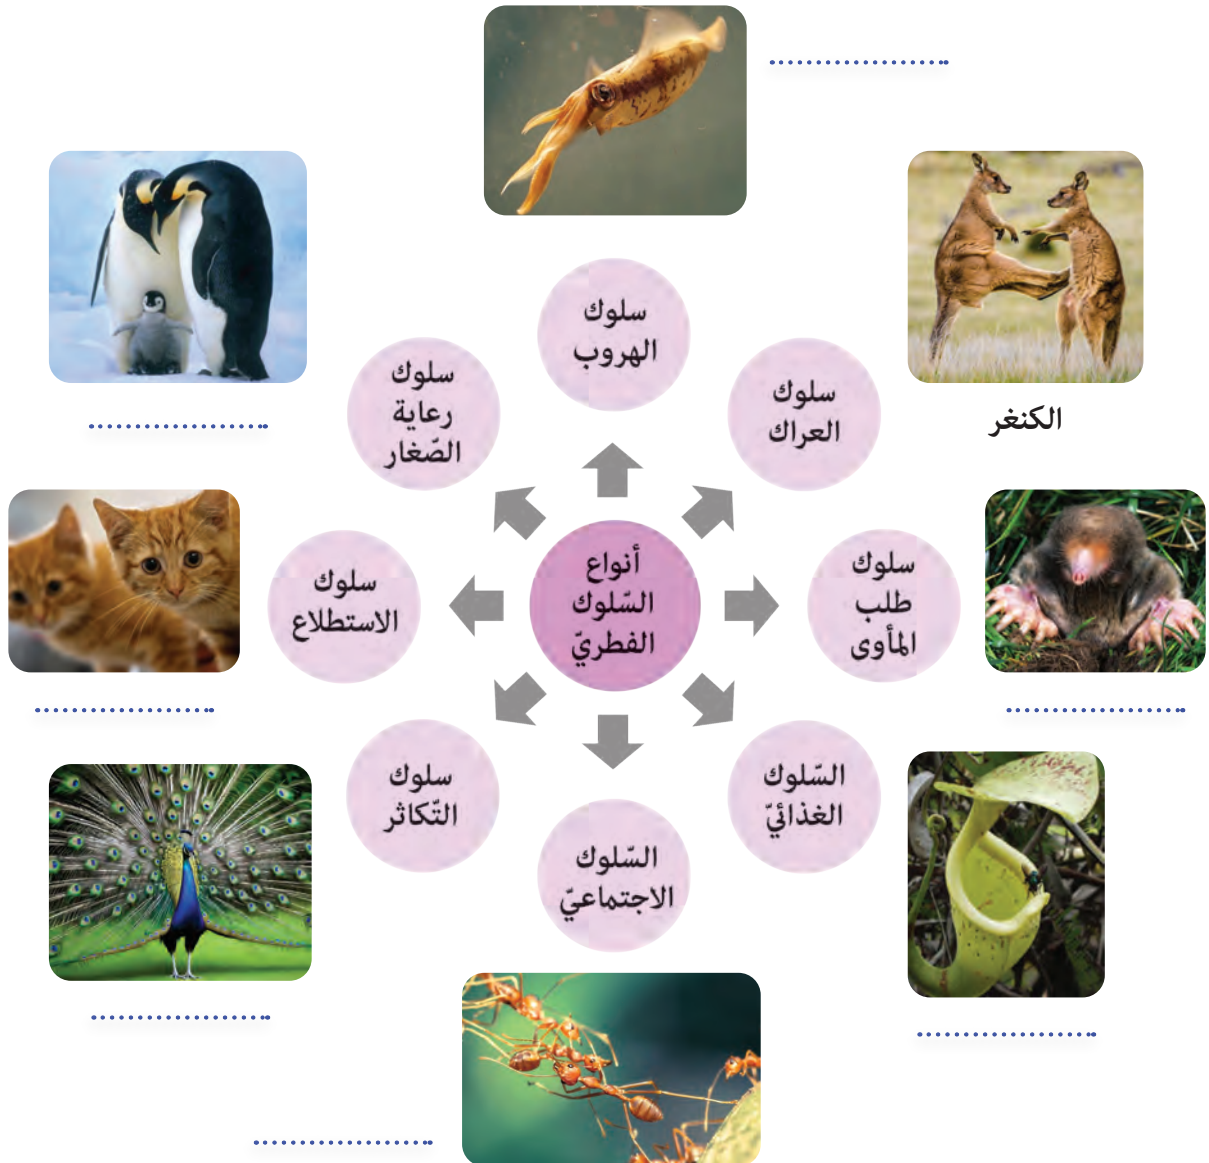 سلوك
الهروب
سلوك
العراك
الكنغر
سلوك
رعاية
الصّغار
سلوك
طلب
المأوى
أنواع
السّلوك
الفطريّ
سلوك
الاستطلاع
السّلوك
الغذائيّ
سلوك
التّكاثر
السّلوك
الاجتماعيّ